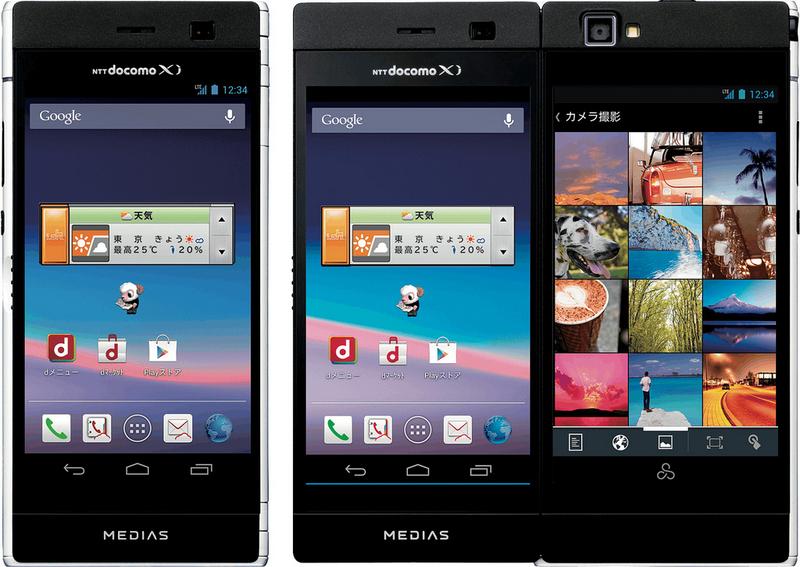 NTT docomo Xi
LTE 12:34
Google
天気
東京 きょう
最高25℃ 20%
dメニュー
dマーケット
Playストア
MEDIAS
NTT docomo Xi
Google
天気
東京 きょう
最高25℃ 20%
dメニュー
dマーケット
Playストア
MEDIAS
LTE 12:34
カメラ撮影